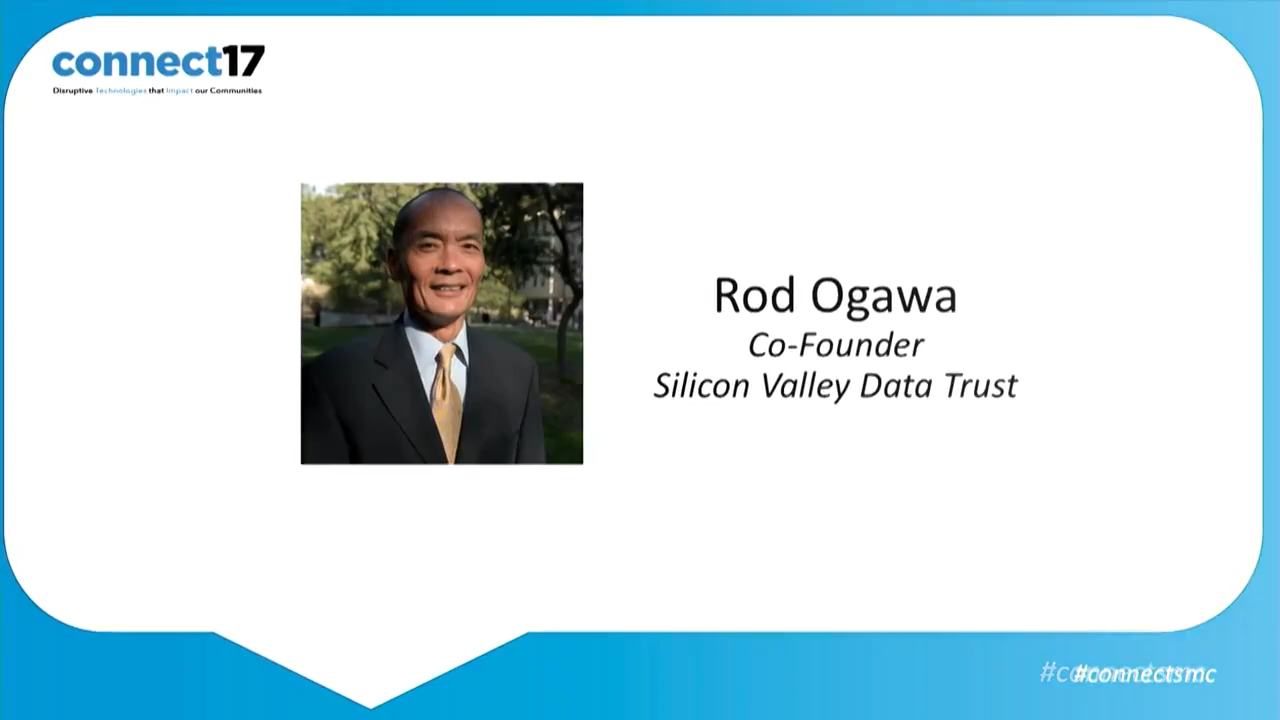 connect17
Disruptive Technologies that Impact our Communities
Rod Ogawa
Co-Founder
Silicon Valley Data Trust
#connectsmc